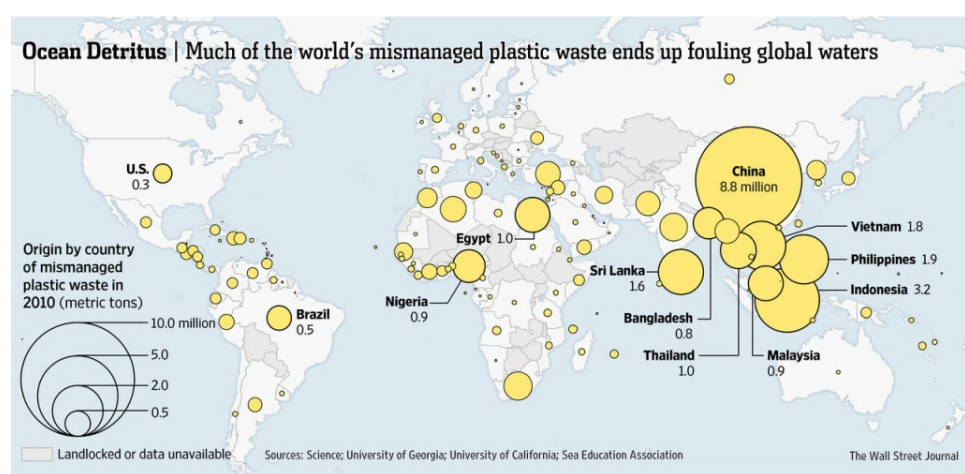 Ocean Detritus | Much of the world's mismanaged plastic waste ends up fouling global waters
U.S.
0.3
China
8.8 million
Origin by country
of mismanaged
plastic waste in
2010 (metric tons)
10.0 million
5.0
2.0
0.5
Brazil
0.5
Egypt 1.0
Nigeria
0.9
Sri Lanka
1.6
Bangladesh
0.8
Thailand
1.0
Malaysia
0.9
Vietnam 1.8
Philippines 1.9
Indonesia 3.2
Landlocked or data unavailable
Sources: Science; University of Georgia; University of California; Sea Education Association
The Wall Street Journal